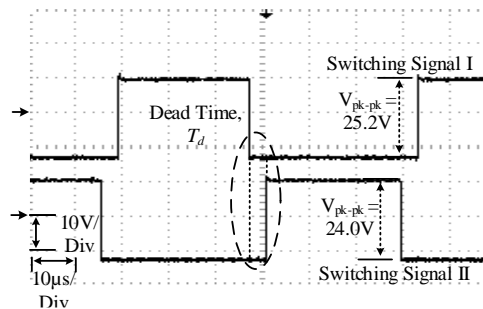 Switching Signal I
Dead Time,
T_d
V_pk-pk =
25.2V
10V/
Div
V_pk-pk =
24.0V
10µs/
Div
Switching Signal II